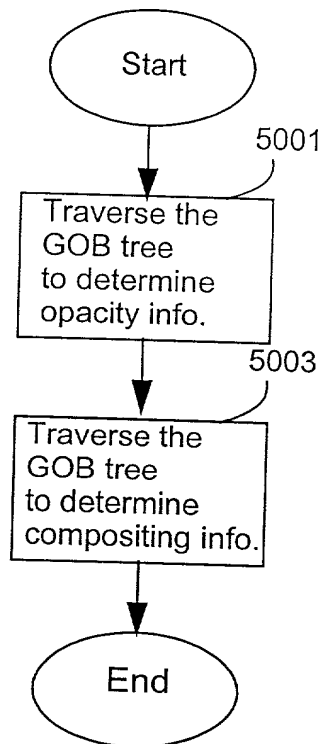 Start
5001
Traverse the
GOB tree
to determine
opacity info.
5003
Traverse the
GOB tree
to determine
compositing info.
End